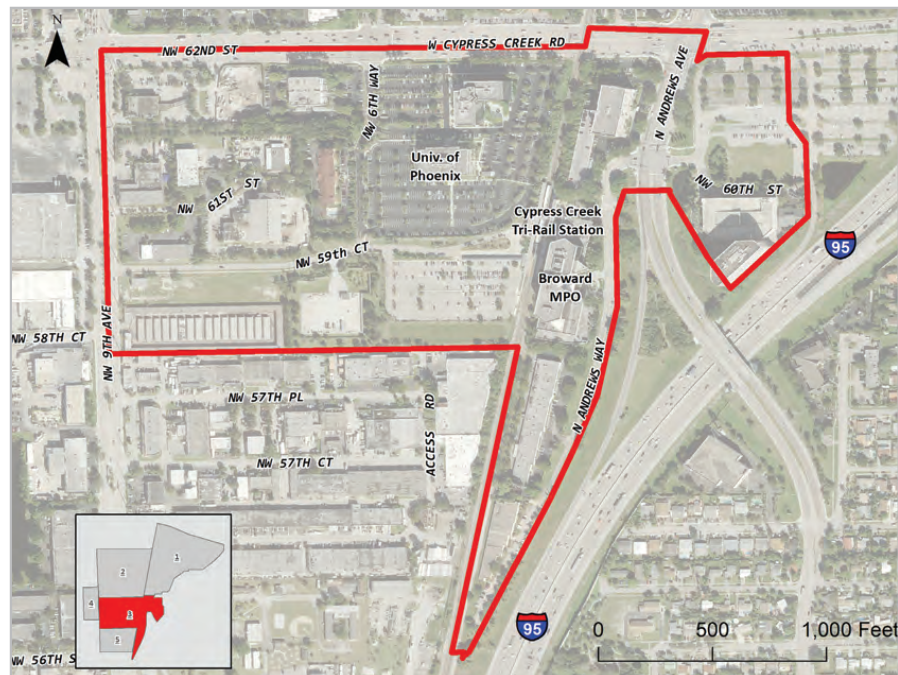 N
NW 62ND ST
W CYPRESS CREEK RD
N ANDREWS AVE
NW 6TH WAY
Univ. of
Phoenix
NW 61ST ST
NW 60TH ST
Cypress Creek
Tri-Rail Station
NW 59th CT
95
Broward
MPO
NW 58TH CT
NW 9TH AVE
N ANDREWS WAY
NW 57TH PL
ACCESS RD
NW 57TH CT
1
2
4
3
5
95
0 500 1,000 Feet
NW 56TH S